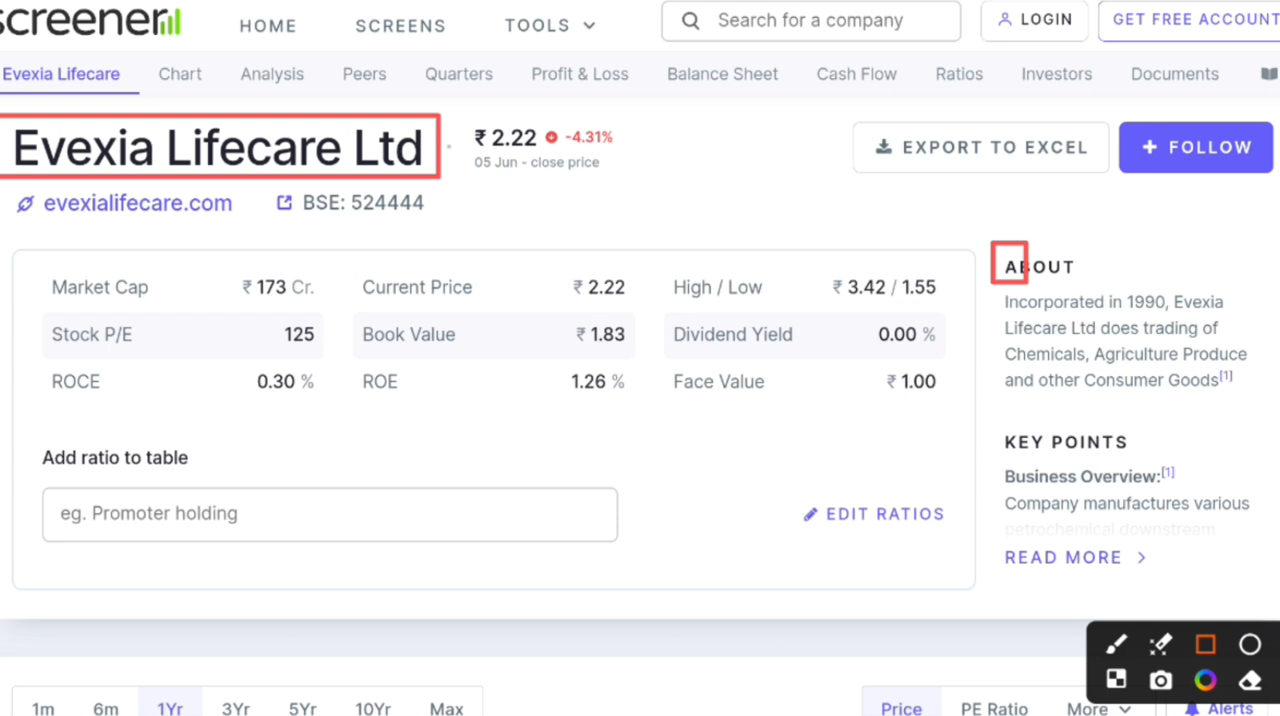 screener
HOME SCREENS TOOLS Search for a company LOGIN GET FREE ACCOUNT
Evexia Lifecare Chart Analysis Peers Quarters Profit & Loss Balance Sheet Cash Flow Ratios Investors Documents
Evexia Lifecare Ltd ₹ 2.22 -4.31%
05 Jun - close price
EXPORT TO EXCEL + FOLLOW
evexialifecare.com BSE: 524444
Market Cap ₹ 173 Cr. Current Price ₹ 2.22 High / Low ₹ 3.42 / 1.55
Stock P/E 125 Book Value ₹ 1.83 Dividend Yield 0.00 %
ROCE 0.30 % ROE 1.26 % Face Value ₹ 1.00
Add ratio to table
eg. Promoter holding
EDIT RATIOS
ABOUT
Incorporated in 1990, Evexia
Lifecare Ltd does trading of
Chemicals, Agriculture Produce
and other Consumer Goods[1]
KEY POINTS
Business Overview:[1]
Company manufactures various
petrochemical downstream
READ MORE
1m 6m 1Yr 3Yr 5Yr 10Yr Max Price PE Ratio More Alerts